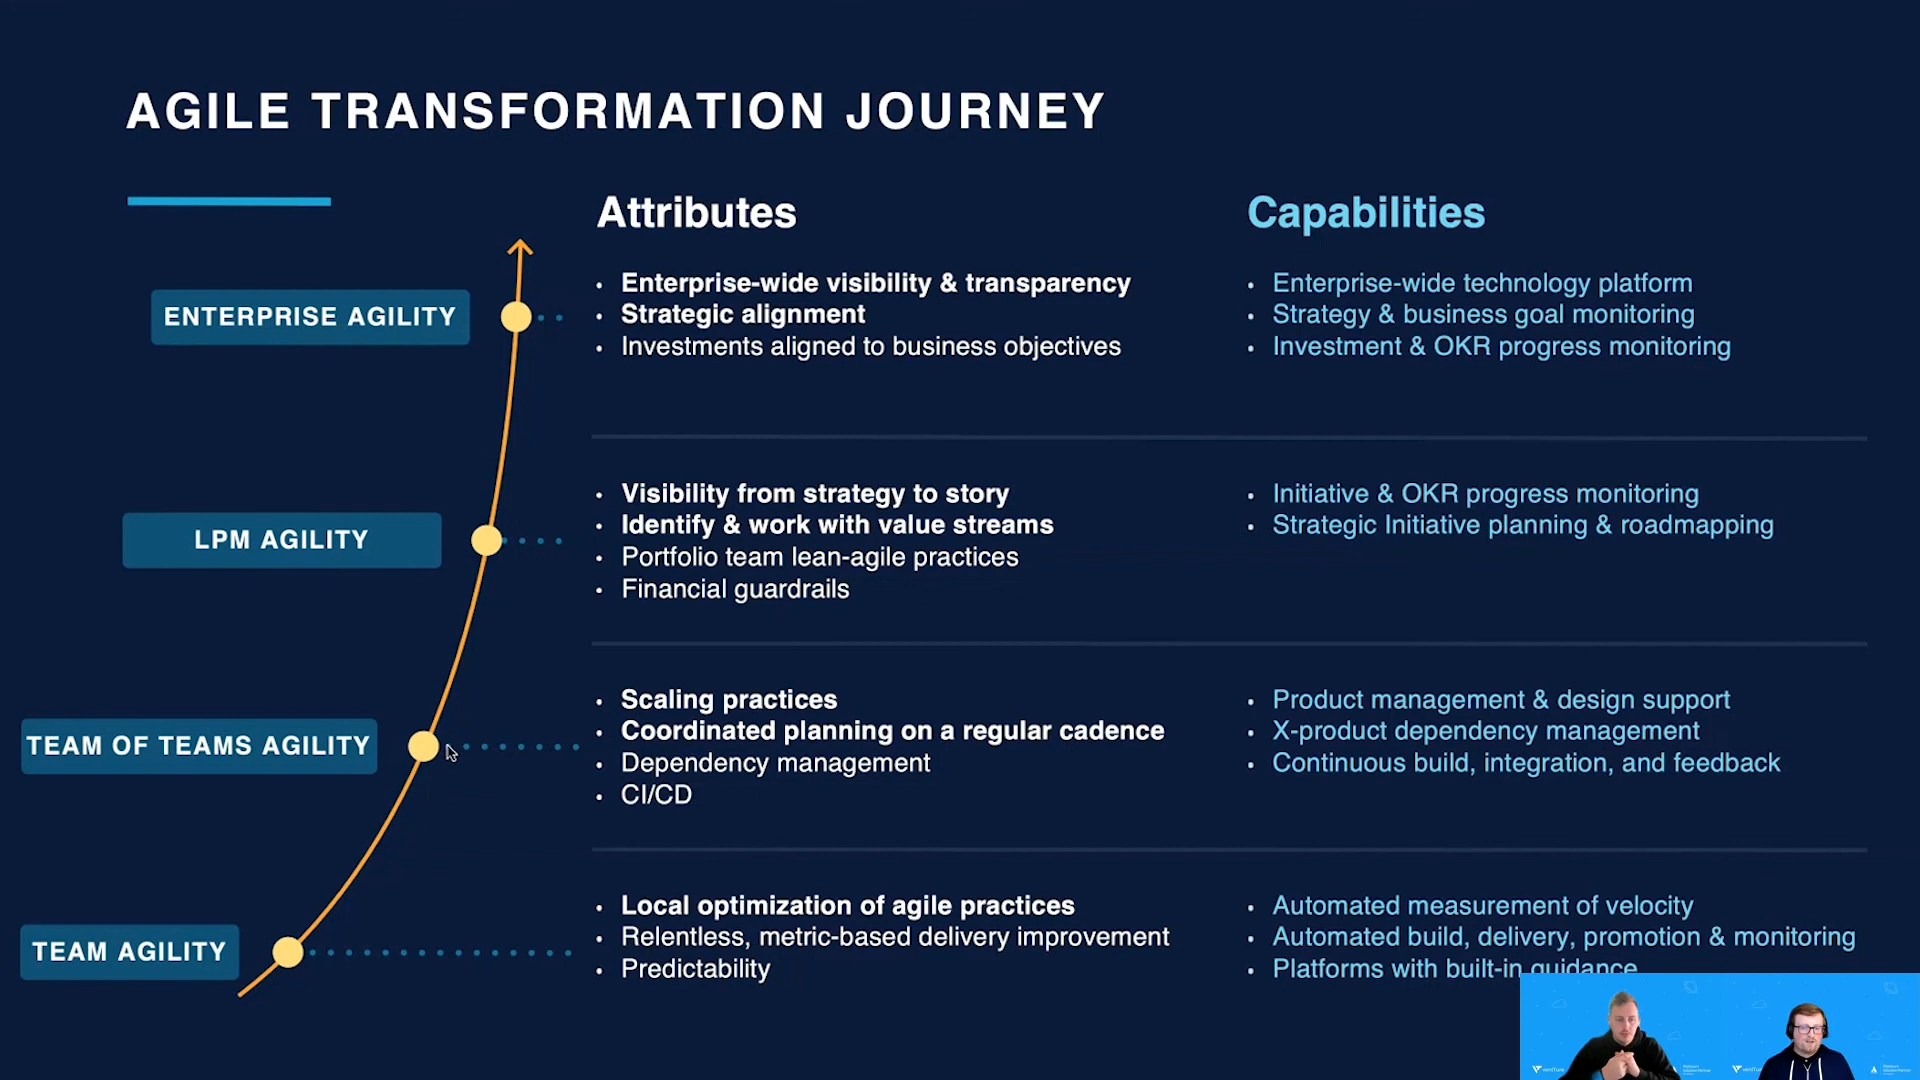 AGILE TRANSFORMATION JOURNEY
Attributes
Capabilities
ENTERPRISE AGILITY
• Enterprise-wide visibility & transparency
• Strategic alignment
• Investments aligned to business objectives
• Enterprise-wide technology platform
• Strategy & business goal monitoring
• Investment & OKR progress monitoring
LPM AGILITY
• Visibility from strategy to story
• Identify & work with value streams
• Portfolio team lean-agile practices
• Financial guardrails
• Initiative & OKR progress monitoring
• Strategic Initiative planning & roadmapping
TEAM OF TEAMS AGILITY
• Scaling practices
• Coordinated planning on a regular cadence
• Dependency management
• CI/CD
• Product management & design support
• X-product dependency management
• Continuous build, integration, and feedback
TEAM AGILITY
• Local optimization of agile practices
• Relentless, metric-based delivery improvement
• Predictability
• Automated measurement of velocity
• Automated build, delivery, promotion & monitoring
• Platforms with built-in guidance